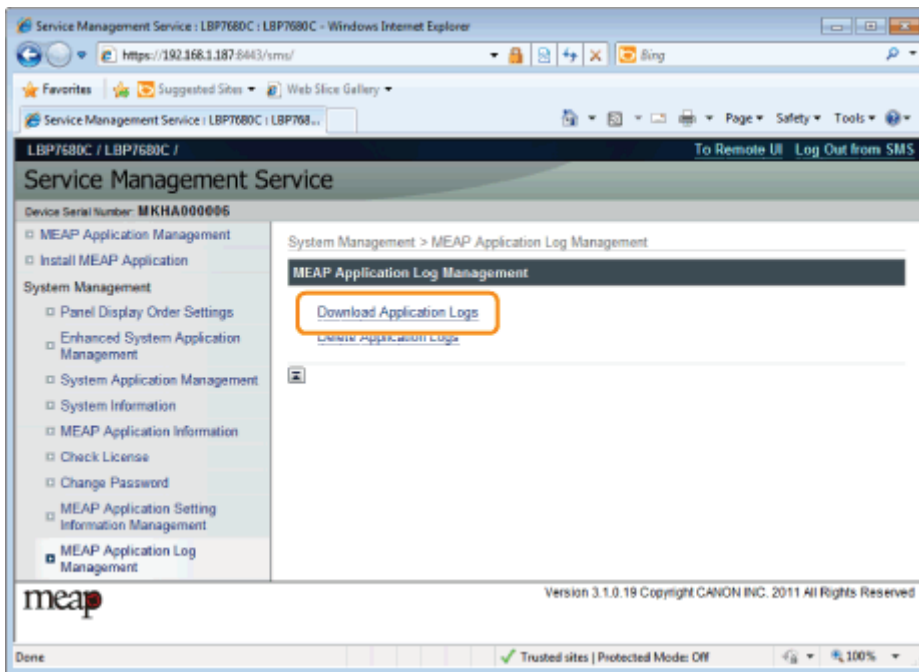 Service Management Service : LBP7680C : LBP7680C - Windows Internet Explorer
https://192.168.1.187:8443/sms/
Bing
Favorites Suggested Sites Web Slice Gallery
Service Management Service : LBP7680C : LBP768...
Page Safety Tools
LBP7680C / LBP7680C /
To Remote UI Log Out from SMS
Service Management Service
Device Serial Number: MKHA000006
MEAP Application Management
Install MEAP Application
System Management
Panel Display Order Settings
Enhanced System Application
Management
System Application Management
System Information
MEAP Application Information
Check License
Change Password
MEAP Application Setting
Information Management
MEAP Application Log
Management
System Management > MEAP Application Log Management
MEAP Application Log Management
Download Application Logs
Delete Application Logs
meap
Version 3.1.0.19 Copyright CANON INC. 2011 All Rights Reserved
Done
Trusted sites | Protected Mode: Off
100%